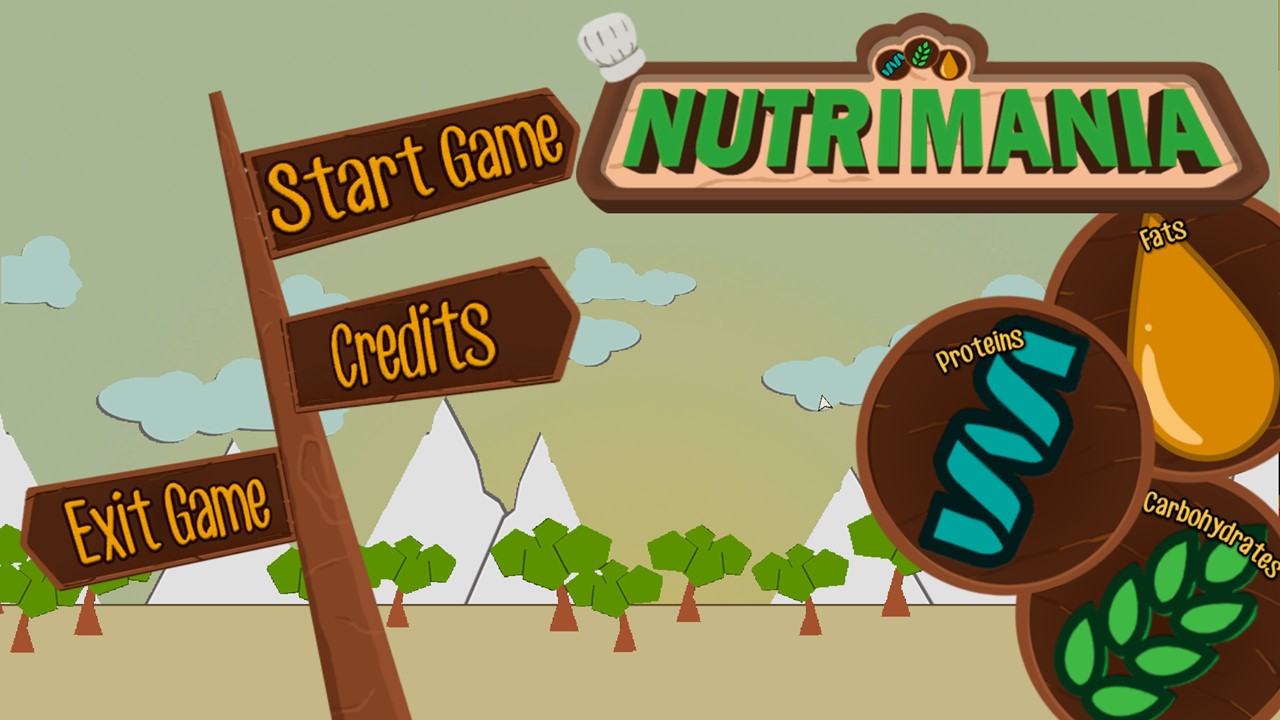 NUTRIMANIA
Start Game
Credits
Exit Game
Fats
Proteins
Carbohydrates